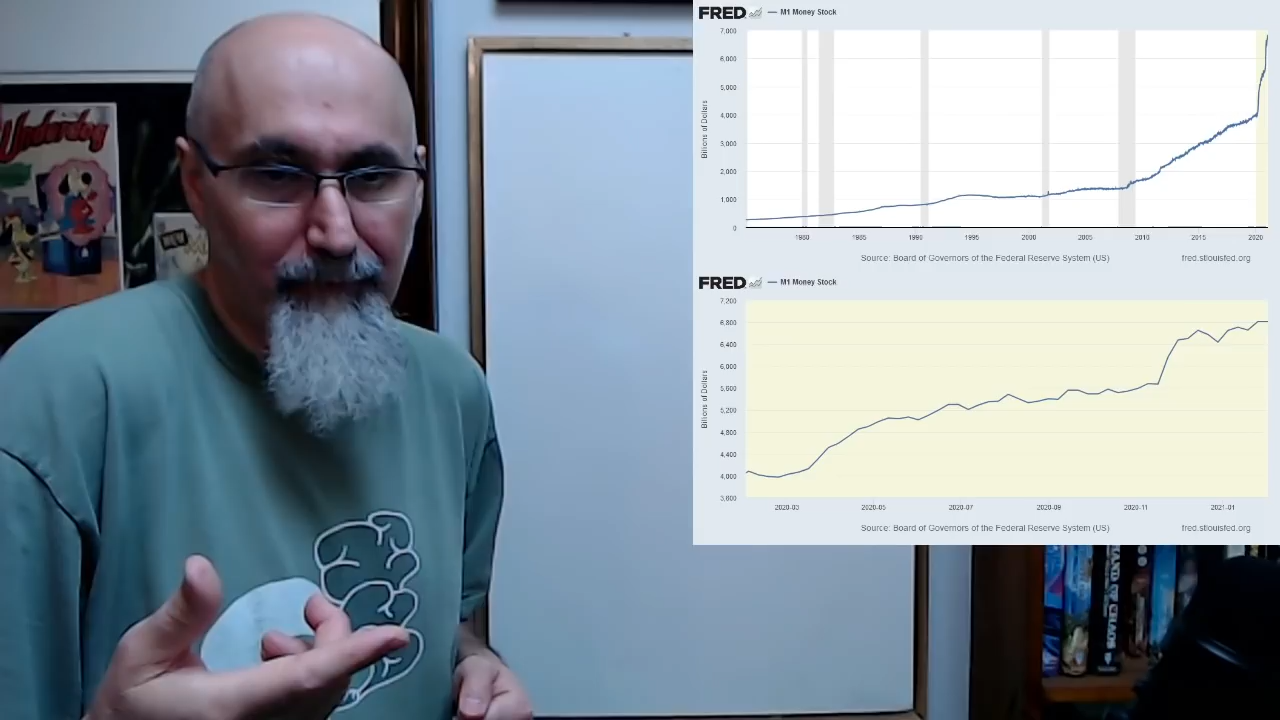 Underdog
NEW
FRED — M1 Money Stock
7,000
6,000
5,000
4,000
3,000
2,000
1,000
0
Billions of Dollars
1980 1985 1990 1995 2000 2005 2010 2015 2020
Source: Board of Governors of the Federal Reserve System (US) fred.stlouisfed.org
FRED — M1 Money Stock
7,200
6,800
6,400
6,000
5,600
5,200
4,800
4,400
4,000
3,600
Billions of Dollars
2020-03 2020-05 2020-07 2020-09 2020-11 2021-01
Source: Board of Governors of the Federal Reserve System (US) fred.stlouisfed.org